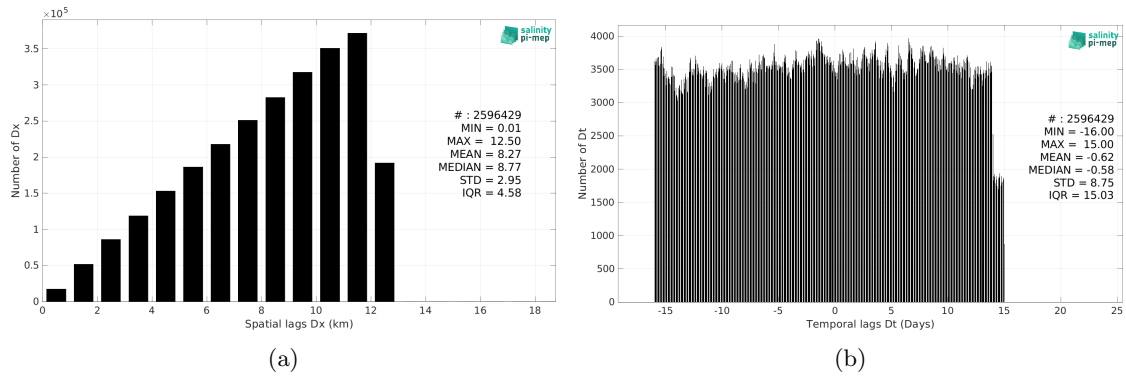 ×10⁵
salinity
pi-mep
3.5
3
2.5
2
1.5
1
0.5
0
Number of Dx
# : 2596429
MIN = 0.01
MAX = 12.50
MEAN = 8.27
MEDIAN = 8.77
STD = 2.95
IQR = 4.58
0 2 4 6 8 10 12 14 16 18
Spatial lags Dx (km)
(a)
salinity
pi-mep
4000
3500
3000
2500
2000
1500
1000
500
0
Number of Dt
# : 2596429
MIN = -16.00
MAX = 15.00
MEAN = -0.62
MEDIAN = -0.58
STD = 8.75
IQR = 15.03
-15 -10 -5 0 5 10 15 20 25
Temporal lags Dt (Days)
(b)